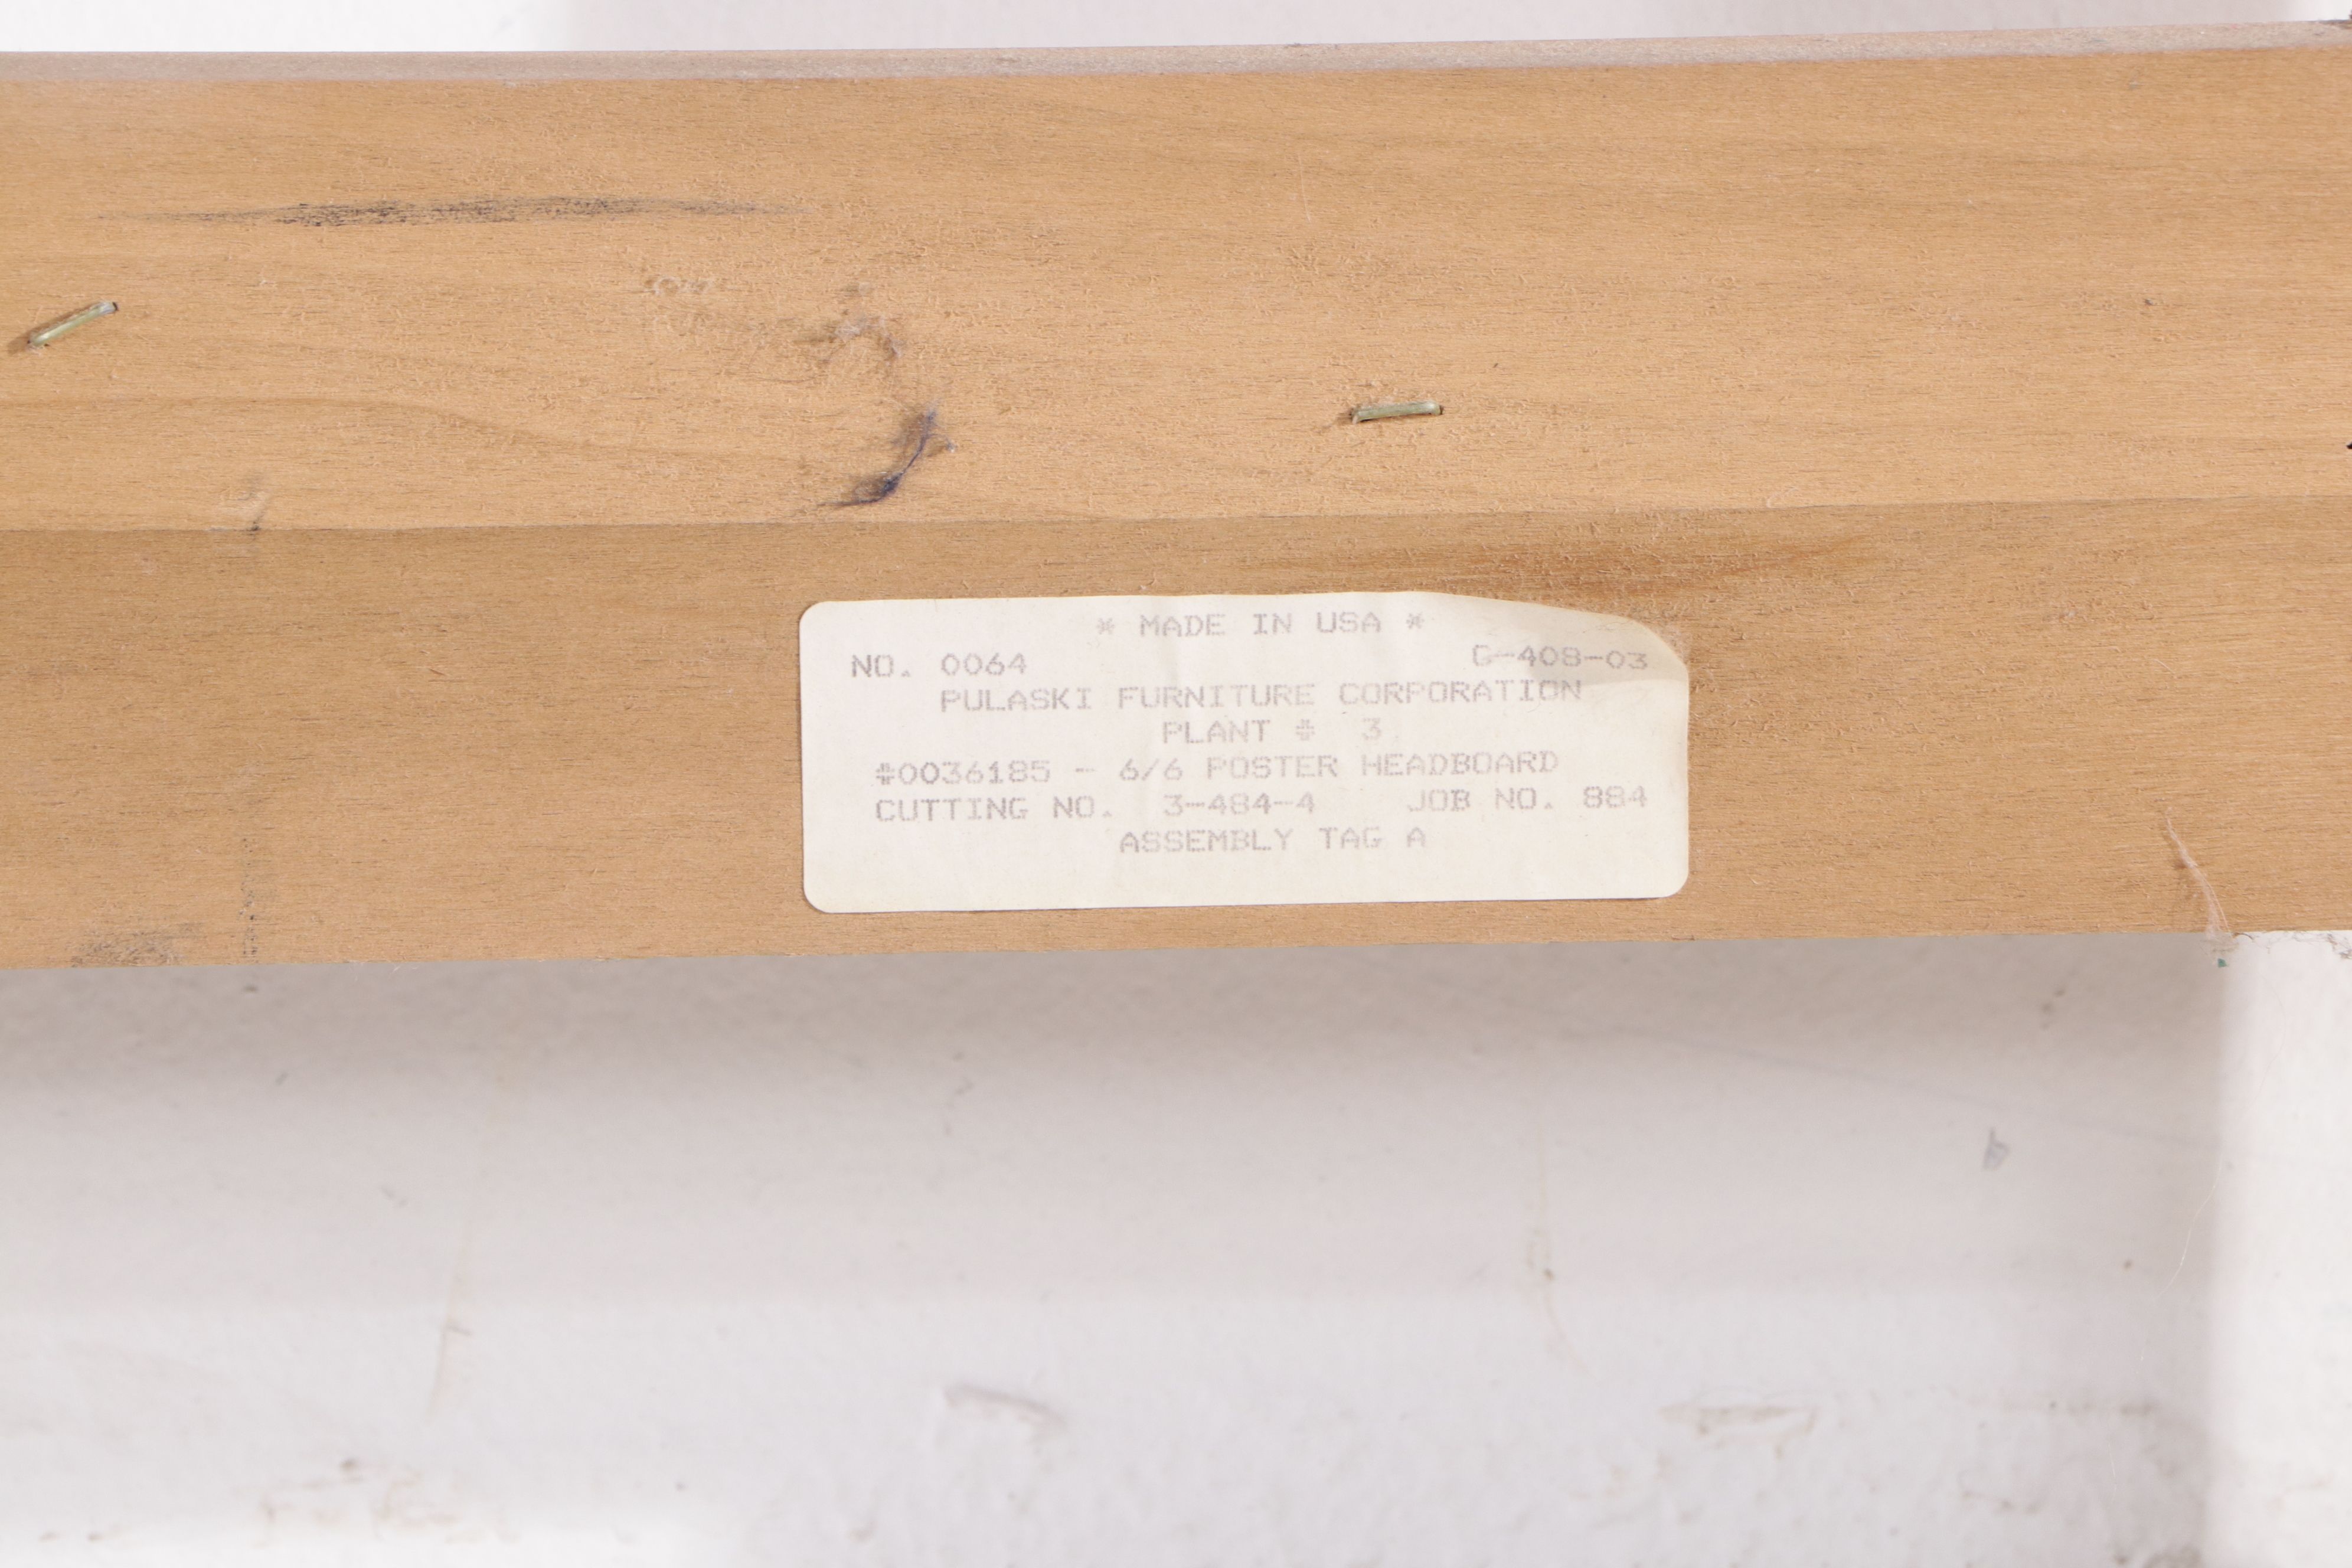 * MADE IN USA *
NO. 0064 G-408-03
PULASKI FURNITURE CORPORATION
PLANT # 3
#0036185 - 6/6 POSTER HEADBOARD
CUTTING NO. 3-484-4 JOB NO. 884
ASSEMBLY TAG A